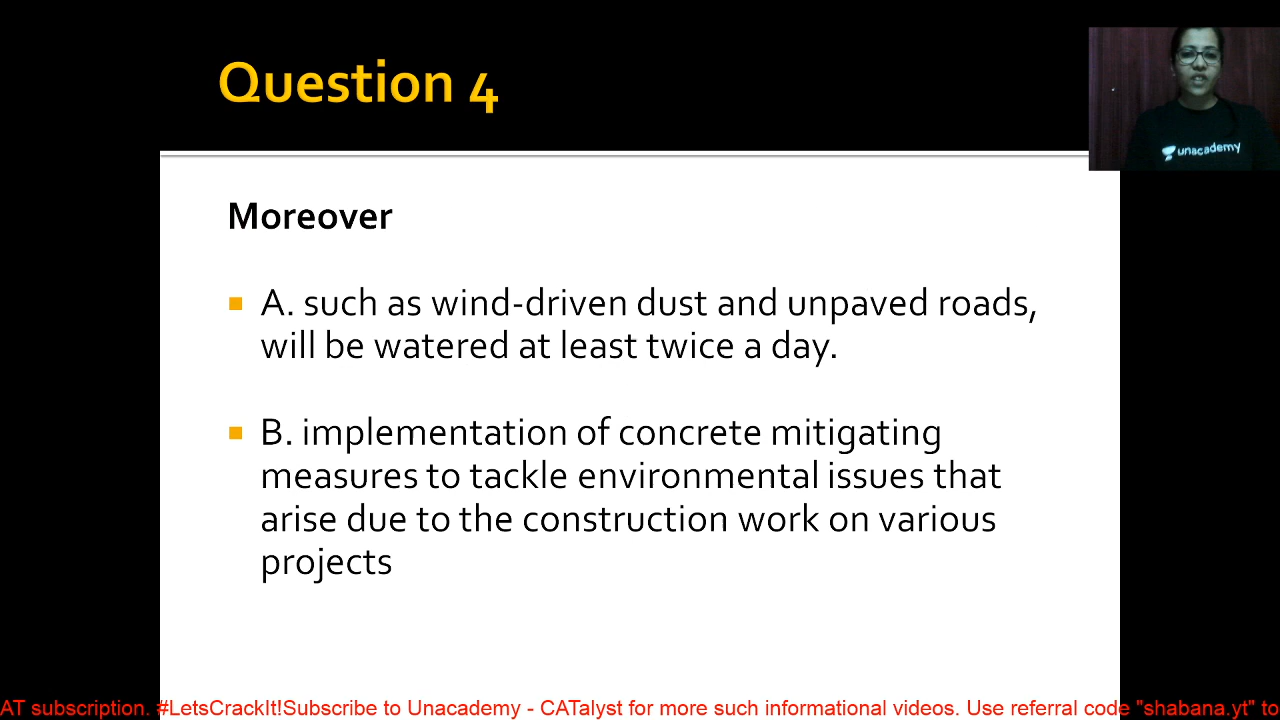 Question 4
unacademy
Moreover
A. such as wind-driven dust and unpaved roads,
will be watered at least twice a day.
B. implementation of concrete mitigating
measures to tackle environmental issues that
arise due to the construction work on various
projects
AT subscription. #LetsCrackIt!Subscribe to Unacademy - CATalyst for more such informational videos. Use referral code "shabana.yt" to